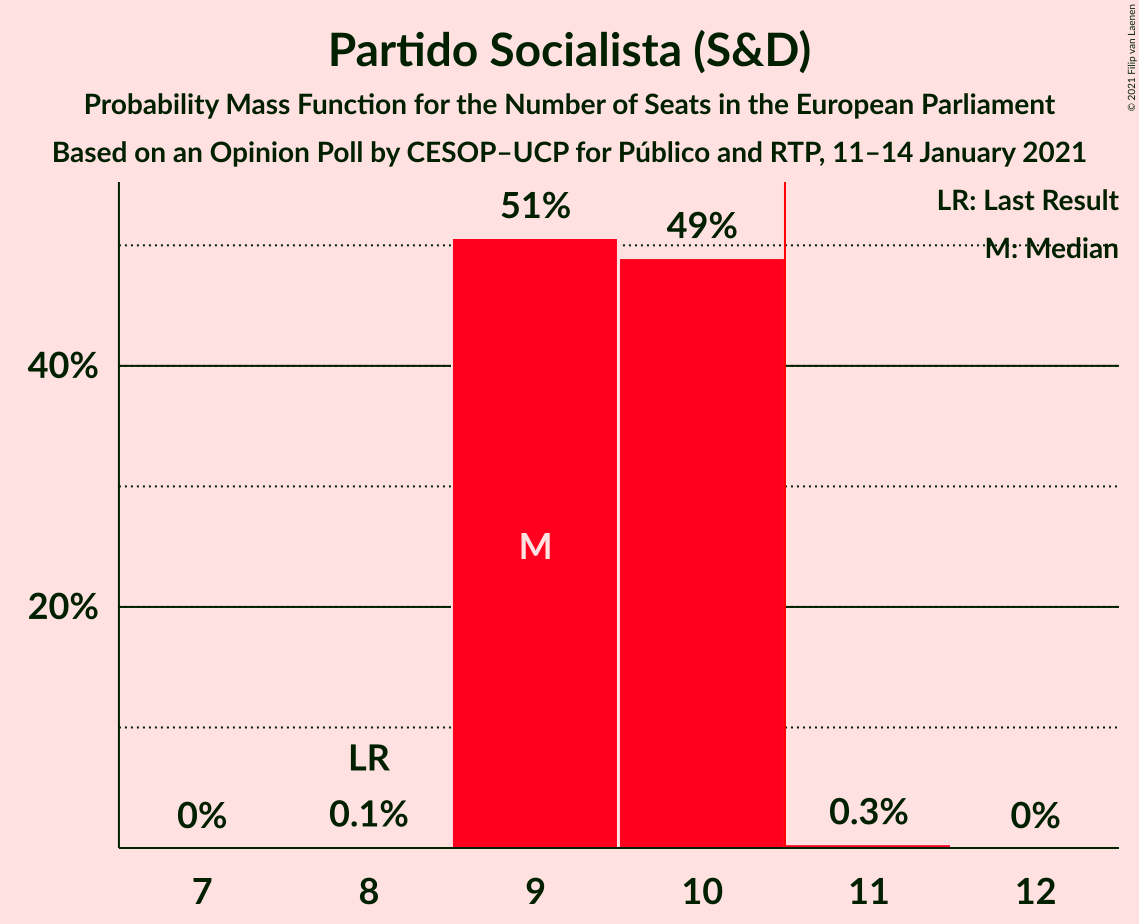 Partido Socialista (S&D)
Probability Mass Function for the Number of Seats in the European Parliament
Based on an Opinion Poll by CESOP–UCP for Público and RTP, 11–14 January 2021
© 2021 Filip van Laenen
LR: Last Result
M: Median
51%
49%
40%
M
20%
LR
0%
0.1%
0.3%
0%
7
8
9
10
11
12